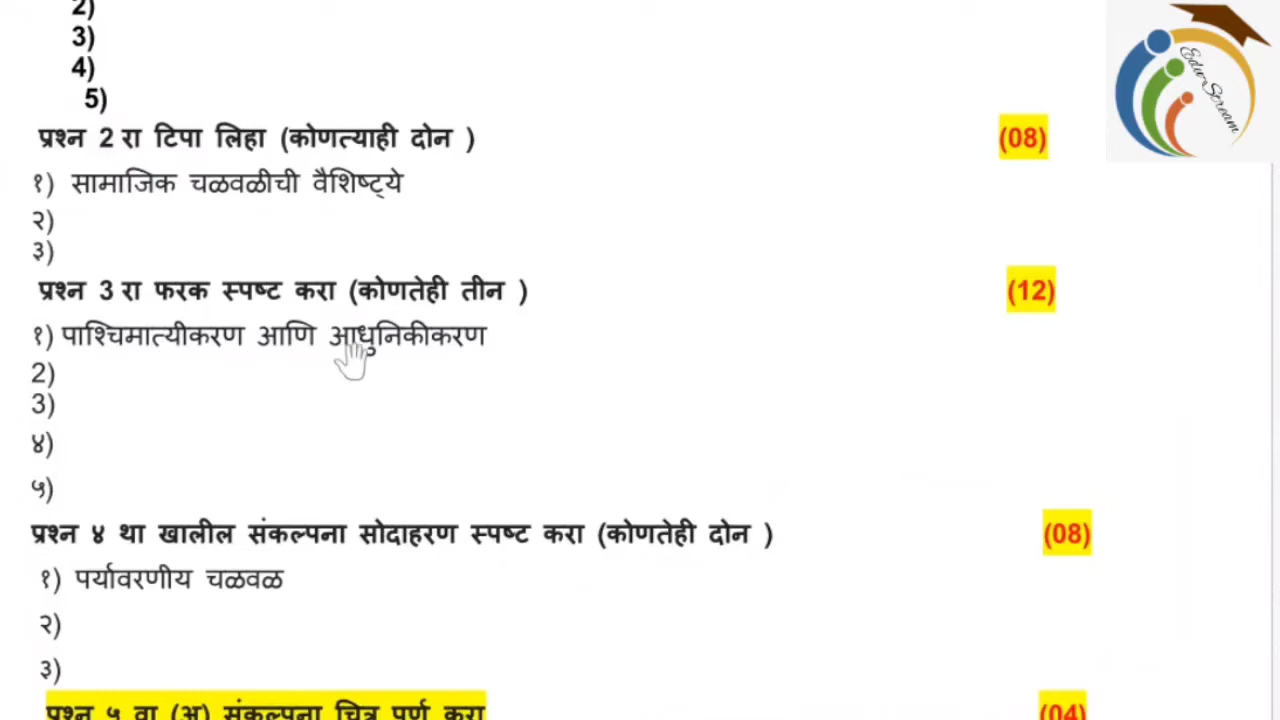 2)
3)
4)
5)
प्रश्न 2 रा टिपा लिहा (कोणत्याही दोन ) (08)
१) सामाजिक चळवळीची वैशिष्ट्ये
२)
३)
प्रश्न 3 रा फरक स्पष्ट करा (कोणतेही तीन ) (12)
१) पाश्चिमात्यीकरण आणि आधुनिकीकरण
2)
3)
४)
५)
प्रश्न ४ था खालील संकल्पना सोदाहरण स्पष्ट करा (कोणतेही दोन ) (08)
१) पर्यावरणीय चळवळ
२)
३)
प्रश्न ५ वा (अ) संकल्पना चित्र पूर्ण करा (04)
Edu-Scream